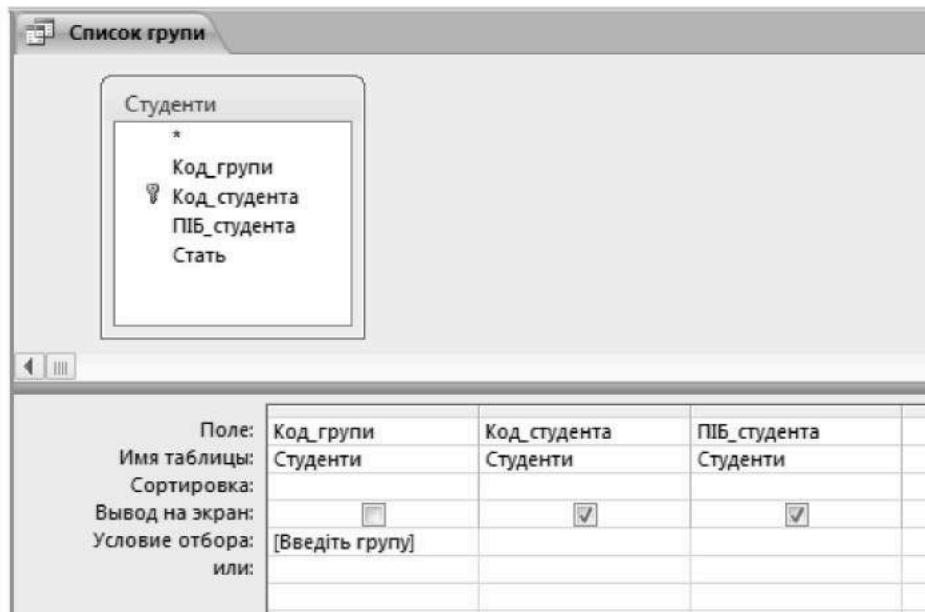 Список групи
Студенти
*
Код_групи
Код_студента
ПІБ_студента
Стать
Поле: Код_групи Код_студента ПІБ_студента
Имя таблицы: Студенти Студенти Студенти
Сортировка:
Вывод на экран:
Условие отбора: [Введіть групу]
или: